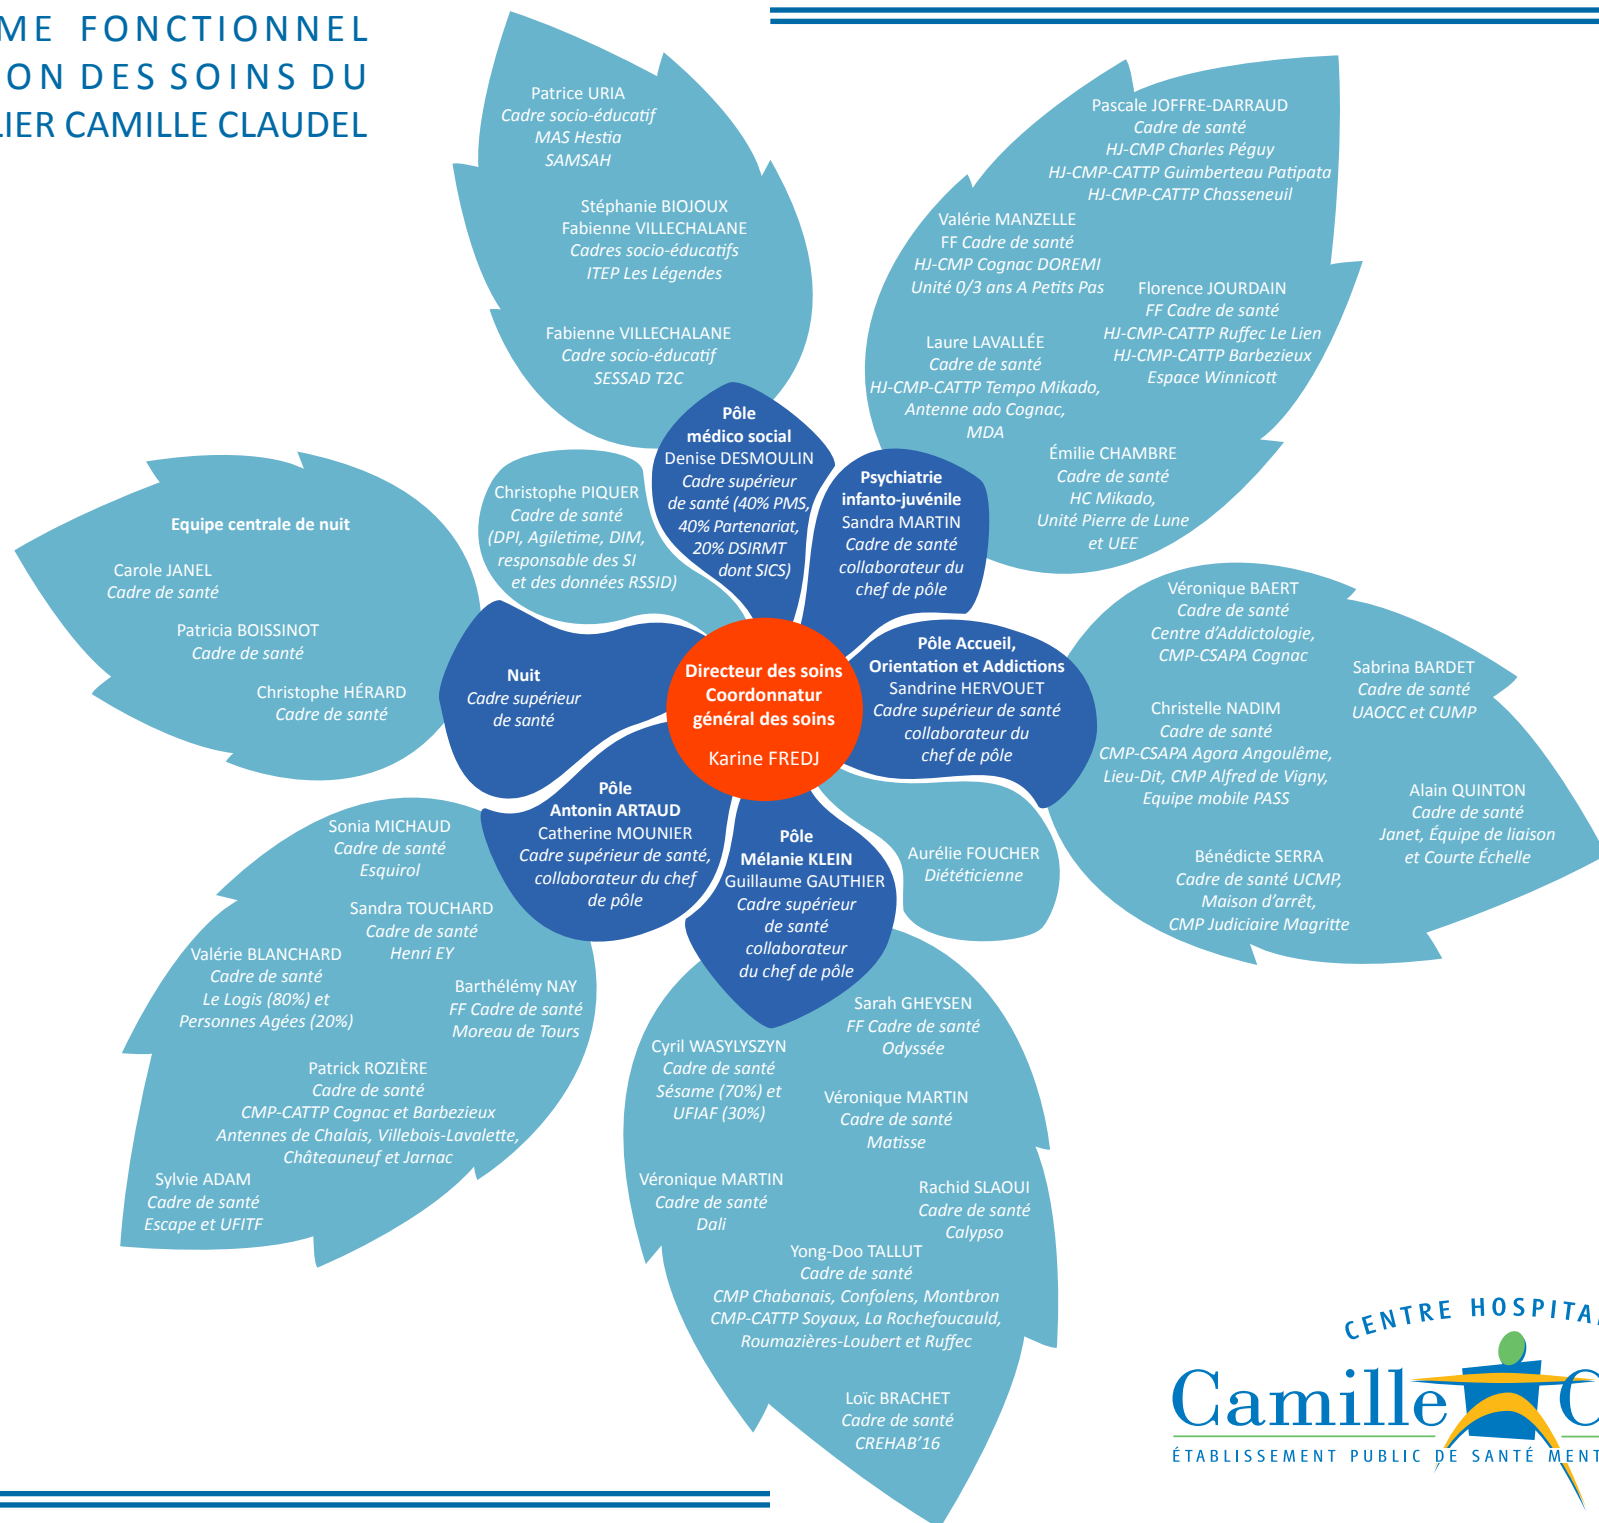 ME FONCTIONNEL
ON DES SOINS DU
LIER CAMILLE CLAUDEL
Patrice URIA
Cadre socio-éducatif
MAS Hestia
SAMSAH
Stéphanie BIOJOUX
Fabienne VILLECHALANE
Cadres socio-éducatifs
ITEP Les Légendes
Fabienne VILLECHALANE
Cadre socio-éducatif
SESSAD T2C
Pôle
médico social
Denise DESMOULIN
Cadre supérieur
de santé (40% PMS,
40% Partenariat,
20% DSIRMT
dont SICS)
Pascale JOFFRE-DARRAUD
Cadre de santé
HJ-CMP Charles Péguy
HJ-CMP-CATTP Guimberteau Patipata
HJ-CMP-CATTP Chasseneuil
Valérie MANZELLE
FF Cadre de santé
HJ-CMP Cognac DOREMI
Unité 0/3 ans A Petits Pas
Florence JOURDAIN
FF Cadre de santé
HJ-CMP-CATTP Ruffec Le Lien
HJ-CMP-CATTP Barbezieux
Espace Winnicott
Laure LAVALLÉE
Cadre de santé
HJ-CMP-CATTP Tempo Mikado,
Antenne ado Cognac,
MDA
Émilie CHAMBRE
Cadre de santé
HC Mikado,
Unité Pierre de Lune
et UEE
Psychiatrie
infanto-juvénile
Sandra MARTIN
Cadre de santé
collaborateur du
chef de pôle
Christophe PIQUER
Cadre de santé
(DPI, Agiletime, DIM,
responsable des SI
et des données RSSID)
Equipe centrale de nuit
Carole JANEL
Cadre de santé
Patricia BOISSINOT
Cadre de santé
Christophe HÉRARD
Cadre de santé
Nuit
Cadre supérieur
de santé
Directeur des soins
Coordonnatur
général des soins
Karine FREDJ
Pôle Accueil,
Orientation et Addictions
Sandrine HERVOUET
Cadre supérieur de santé
collaborateur du
chef de pôle
Véronique BAERT
Cadre de santé
Centre d'Addictologie,
CMP-CSAPA Cognac
Sabrina BARDET
Cadre de santé
UAOCC et CUMP
Christelle NADIM
Cadre de santé
CMP-CSAPA Agora Angoulême,
Lieu-Dit, CMP Alfred de Vigny,
Equipe mobile PASS
Alain QUINTON
Cadre de santé
Janet, Équipe de liaison
et Courte Échelle
Bénédicte SERRA
Cadre de santé UCMP,
Maison d'arrêt,
CMP Judiciaire Magritte
Pôle
Antonin ARTAUD
Catherine MOUNIER
Cadre supérieur de santé,
collaborateur du chef
de pôle
Pôle
Mélanie KLEIN
Guillaume GAUTHIER
Cadre supérieur
de santé
collaborateur
du chef de pôle
Aurélie FOUCHER
Diététicienne
Sonia MICHAUD
Cadre de santé
Esquirol
Sandra TOUCHARD
Cadre de santé
Henri EY
Valérie BLANCHARD
Cadre de santé
Le Logis (80%) et
Personnes Agées (20%)
Barthélémy NAY
FF Cadre de santé
Moreau de Tours
Patrick ROZIÈRE
Cadre de santé
CMP-CATTP Cognac et Barbezieux
Antennes de Chalais, Villebois-Lavalette,
Châteauneuf et Jarnac
Sylvie ADAM
Cadre de santé
Escape et UFITF
Sarah GHEYSEN
FF Cadre de santé
Odyssée
Cyril WASYLYSZYN
Cadre de santé
Sésame (70%) et
UFIAF (30%)
Véronique MARTIN
Cadre de santé
Matisse
Véronique MARTIN
Cadre de santé
Dali
Rachid SLAOUI
Cadre de santé
Calypso
Yong-Doo TALLUT
Cadre de santé
CMP Chabanais, Confolens, Montbron
CMP-CATTP Soyaux, La Rochefoucauld,
Roumazières-Loubert et Ruffec
Loïc BRACHET
Cadre de santé
CREHAB'16
CENTRE HOSPITA
Camille C
ÉTABLISSEMENT PUBLIC DE SANTÉ MENT